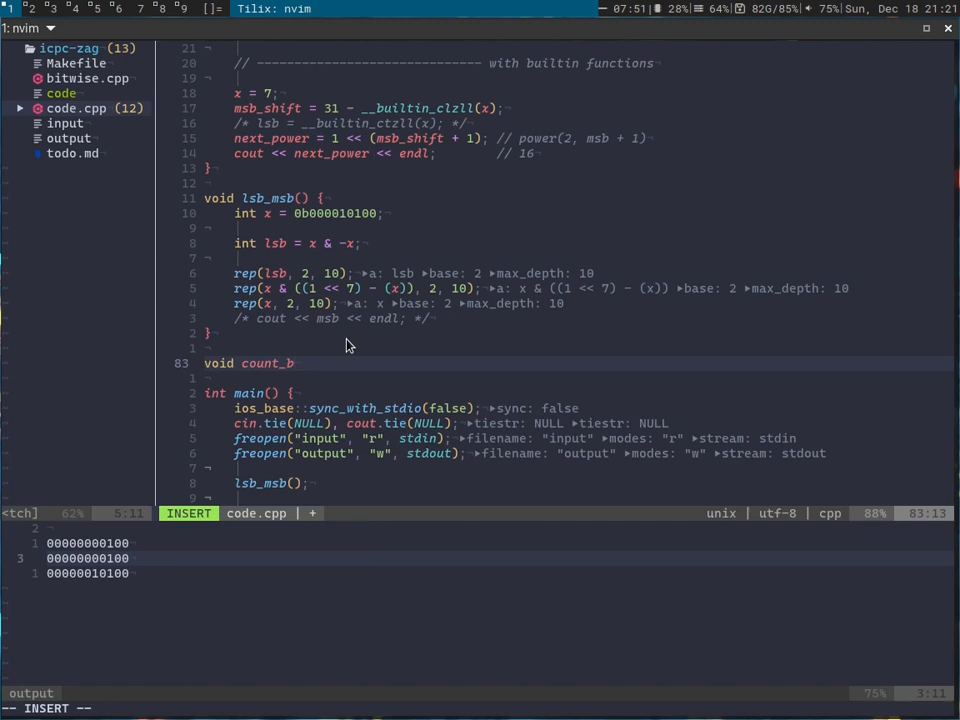 1 2 3 4 5 6 7 8 9 []= Tilix: nvim — 07:51 28% 64% 82G/85% 75% Sun, Dec 18 21:21
1: nvim
icpc-zag (13)
Makefile
bitwise.cpp
code
code.cpp (12)
input
output
todo.md
21
20 // ------------------------------ with builtin functions
19
18 x = 7;
17 msb_shift = 31 - __builtin_clzll(x);
16 /* lsb = __builtin_ctzll(x); */
15 next_power = 1 << (msb_shift + 1); // power(2, msb + 1)
14 cout << next_power << endl; // 16
13 }
12
11 void lsb_msb() {
10 int x = 0b000010100;
9
8 int lsb = x & -x;
7
6 rep(lsb, 2, 10); ▸a: lsb ▸base: 2 ▸max_depth: 10
5 rep(x & ((1 << 7) - (x)), 2, 10); ▸a: x & ((1 << 7) - (x)) ▸base: 2 ▸max_depth: 10
4 rep(x, 2, 10); ▸a: x ▸base: 2 ▸max_depth: 10
3 /* cout << msb << endl; */
2 }
1
83 void count_b
1
2 int main() {
3 ios_base::sync_with_stdio(false); ▸sync: false
4 cin.tie(NULL), cout.tie(NULL); ▸tiestr: NULL ▸tiestr: NULL
5 freopen("input", "r", stdin); ▸filename: "input" ▸modes: "r" ▸stream: stdin
6 freopen("output", "w", stdout); ▸filename: "output" ▸modes: "w" ▸stream: stdout
7
8 lsb_msb();
9
<tch] 62% 5:11 INSERT code.cpp | + unix | utf-8 | cpp 88% 83:13
2
1 00000000100
3 00000000100
1 00000010100
output 75% 3:11
-- INSERT --